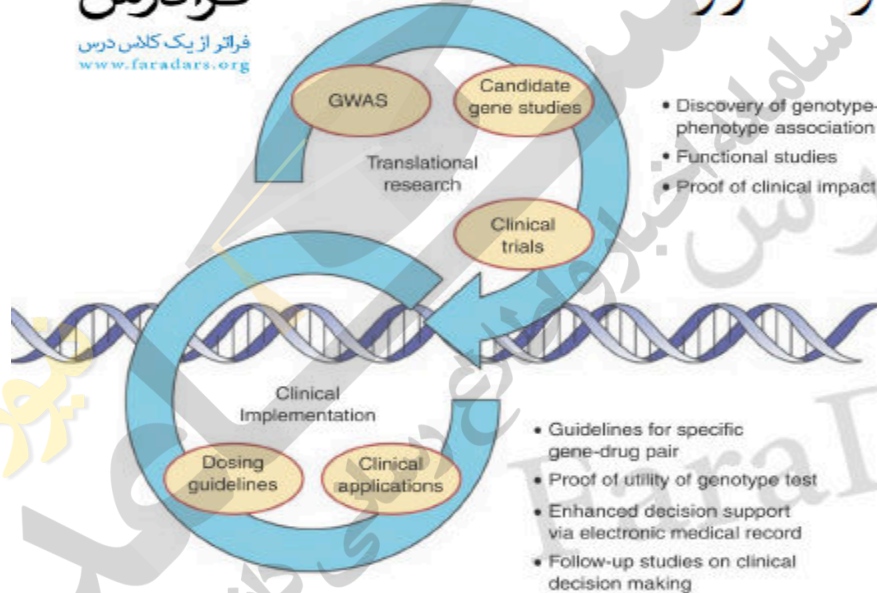 فرادرس
فراتر از یک کلاس درس
www.faradars.org
GWAS
Candidate
gene studies
Translational
research
Clinical
trials
• Discovery of genotype-
phenotype association
• Functional studies
• Proof of clinical impact
Clinical
Implementation
Dosing
guidelines
Clinical
applications
• Guidelines for specific
gene-drug pair
• Proof of utility of genotype test
• Enhanced decision support
via electronic medical record
• Follow-up studies on clinical
decision making